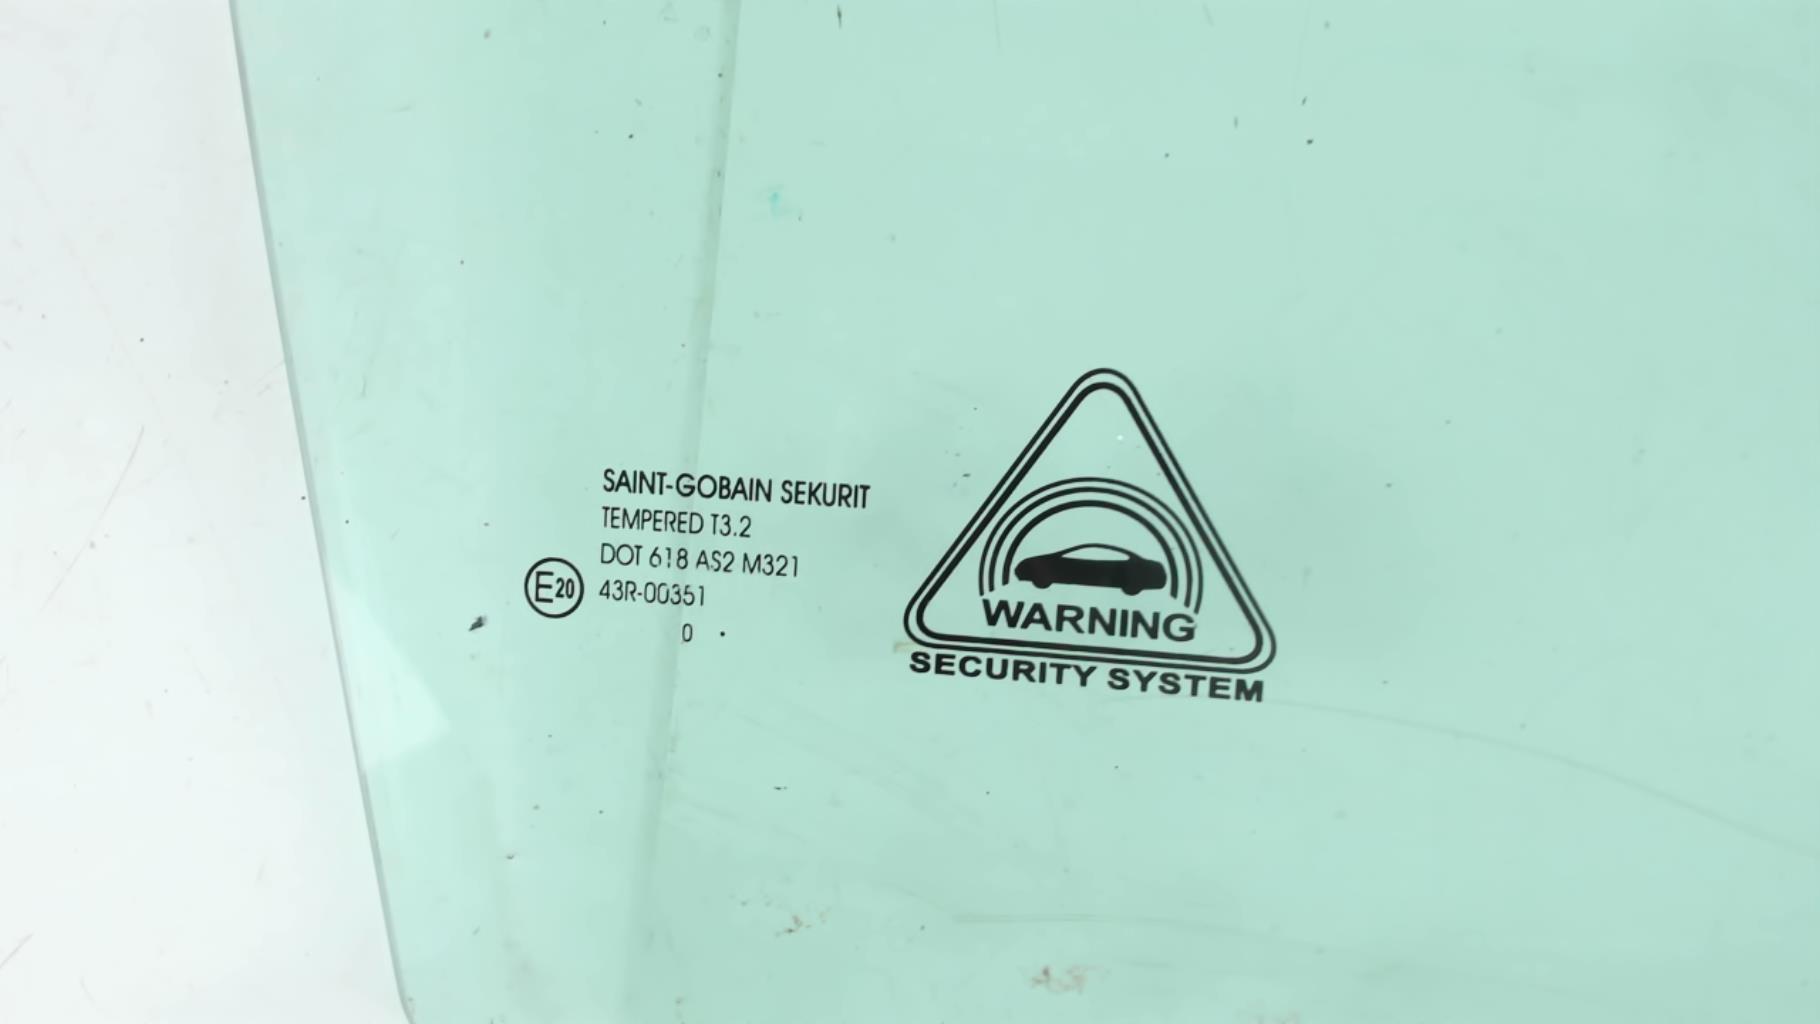 SAINT-GOBAIN SEKURIT
TEMPERED T3.2
DOT 618 AS2 M321
E20 43R-00351
0 .
WARNING
SECURITY SYSTEM